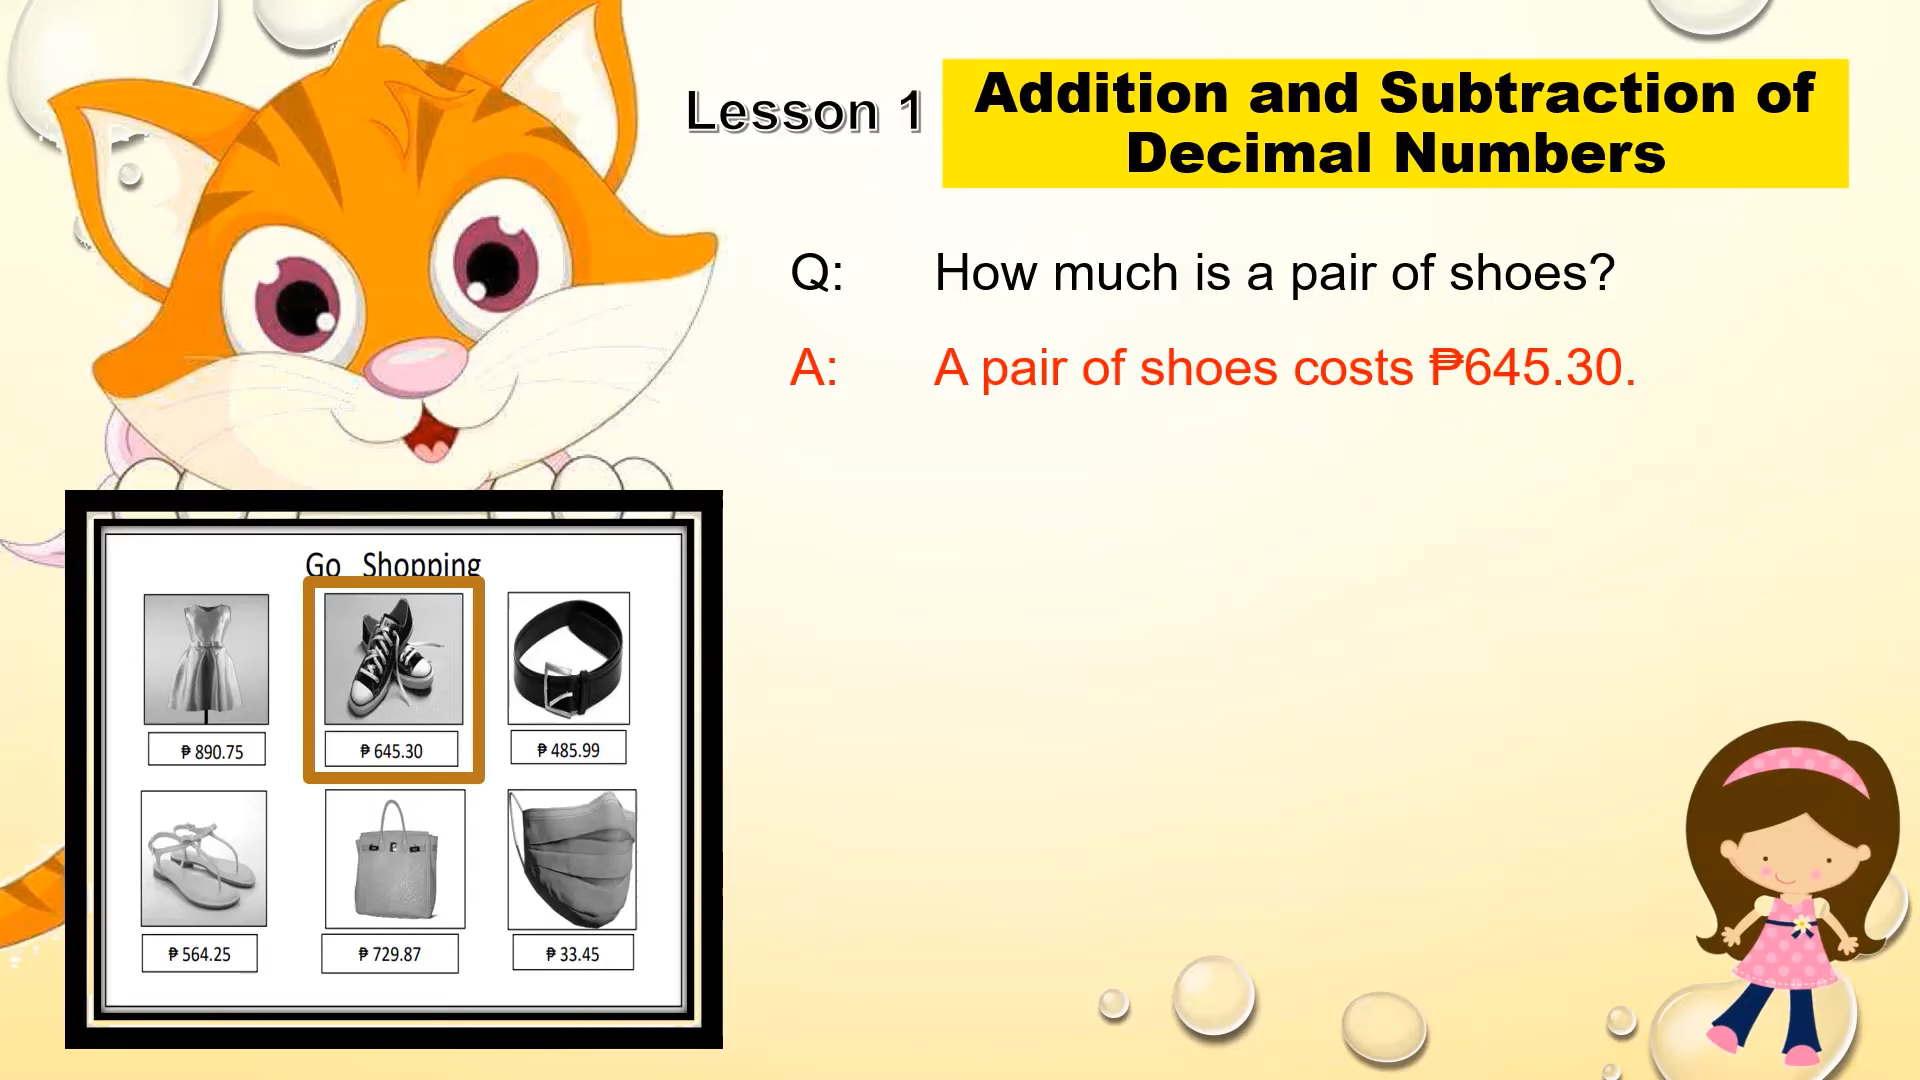 Lesson 1
Addition and Subtraction of
Decimal Numbers
Q: How much is a pair of shoes?
A: A pair of shoes costs ₱645.30.
Go Shopping
₱ 890.75
₱ 645.30
₱ 485.99
₱ 564.25
₱ 729.87
₱ 33.45